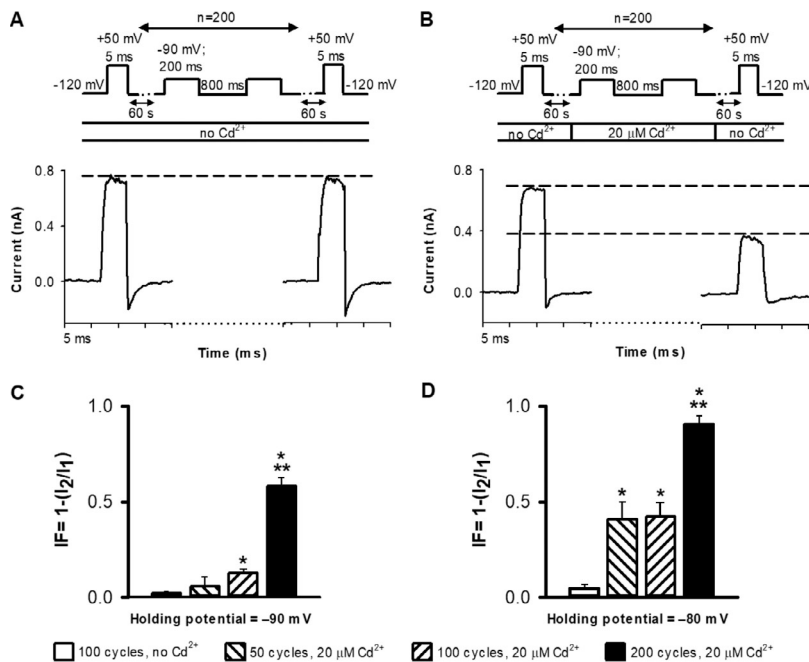 A
n=200
+50 mV
5 ms
-90 mV;
200 ms
+50 mV
5 ms
-120 mV
800 ms
-120 mV
60 s
60 s
no Cd²⁺
0.8
0.4
0.0
Current (nA)
5 ms
Time (ms)
B
n=200
+50 mV
5 ms
-90 mV;
200 ms
+50 mV
5 ms
-120 mV
800 ms
-120 mV
60 s
60 s
no Cd²⁺
20 μM Cd²⁺
no Cd²⁺
0.8
0.4
0.0
Current (nA)
5 ms
Time (ms)
C
1.0
0.5
0.0
IF= 1-(I₂/I₁)
*
*
**
Holding potential = –90 mV
D
1.0
0.5
0.0
IF= 1-(I₂/I₁)
*
*
*
**
Holding potential = –80 mV
100 cycles, no Cd²⁺
50 cycles, 20 μM Cd²⁺
100 cycles, 20 μM Cd²⁺
200 cycles, 20 μM Cd²⁺